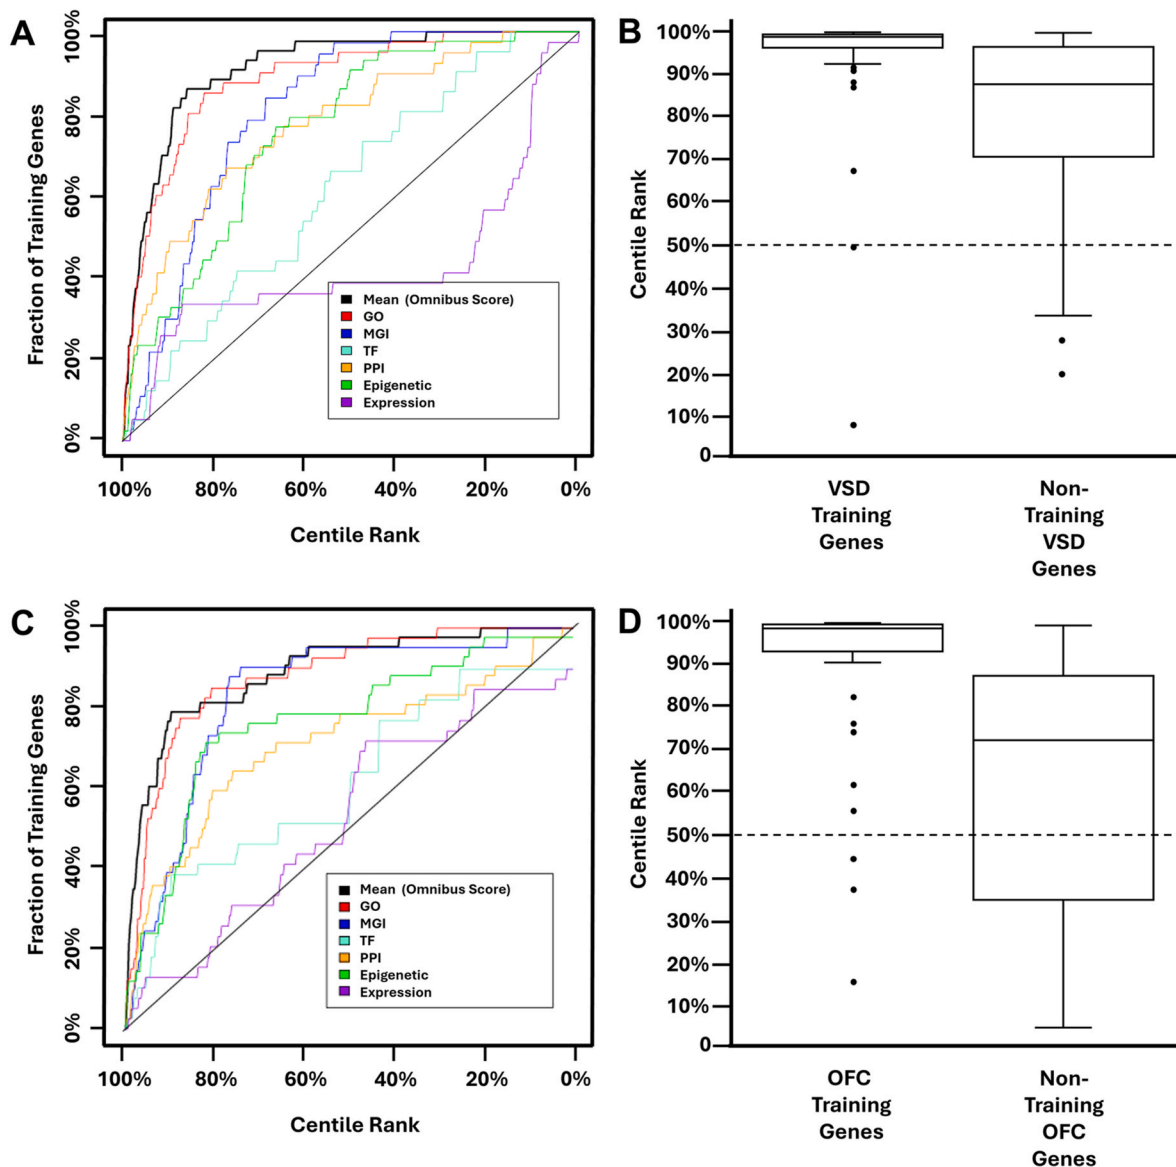 A
Fraction of Training Genes
100%
80%
60%
40%
20%
0%
Mean (Omnibus Score)
GO
MGI
TF
PPI
Epigenetic
Expression
100%
80%
60%
40%
20%
0%
Centile Rank
B
Centile Rank
100%
90%
80%
70%
60%
50%
40%
30%
20%
10%
0
VSD
Training
Genes
Non-
Training
VSD
Genes
C
Fraction of Training Genes
100%
80%
60%
40%
20%
0%
Mean (Omnibus Score)
GO
MGI
TF
PPI
Epigenetic
Expression
100%
80%
60%
40%
20%
0%
Centile Rank
D
Centile Rank
100%
90%
80%
70%
60%
50%
40%
30%
20%
10%
0
OFC
Training
Genes
Non-
Training
OFC
Genes